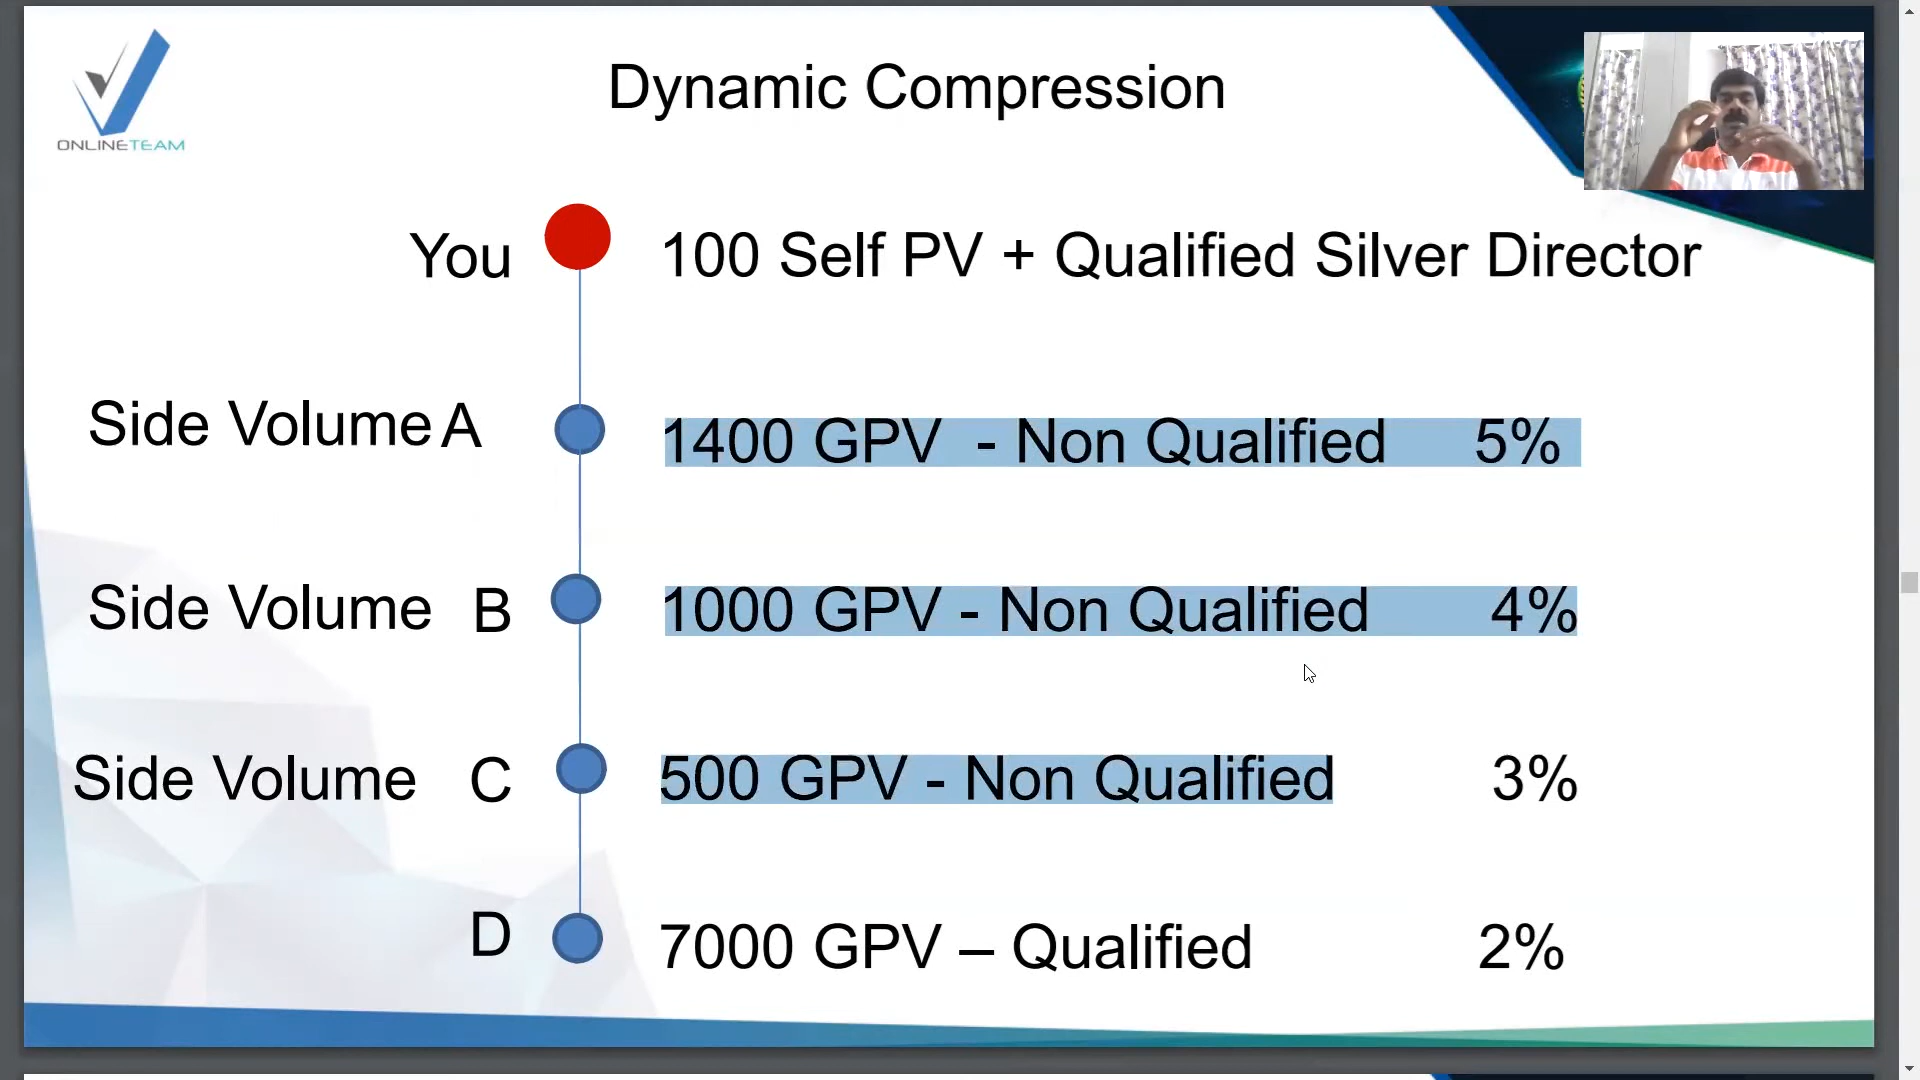 ONLINETEAM
Dynamic Compression
You 100 Self PV + Qualified Silver Director
Side Volume A 1400 GPV - Non Qualified 5%
Side Volume B 1000 GPV - Non Qualified 4%
Side Volume C 500 GPV - Non Qualified 3%
D 7000 GPV – Qualified 2%